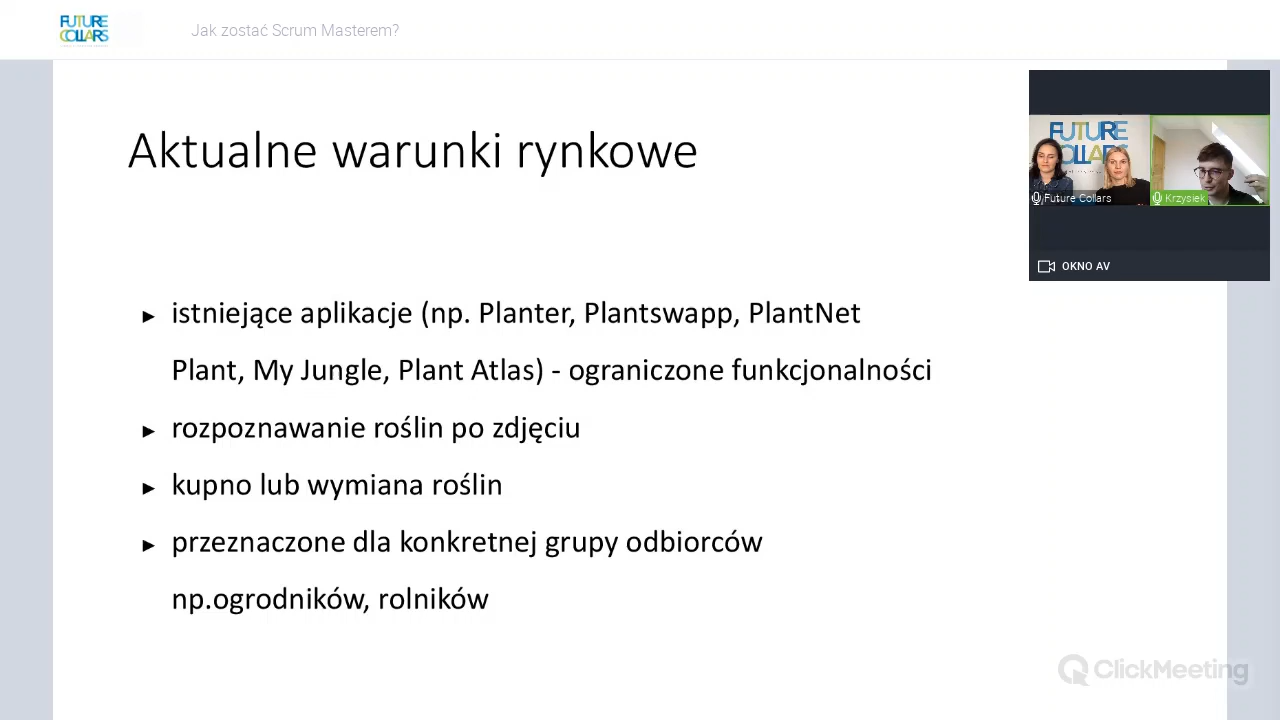 FUTURE
COLLARS
Jak zostać Scrum Masterem?
Aktualne warunki rynkowe
FUTURE
COLLARS
Future Collars
Krzysiek
OKNO AV
► istniejące aplikacje (np. Planter, Plantswapp, PlantNet
Plant, My Jungle, Plant Atlas) - ograniczone funkcjonalności
► rozpoznawanie roślin po zdjęciu
► kupno lub wymiana roślin
► przeznaczone dla konkretnej grupy odbiorców
np.ogrodników, rolników
ClickMeeting